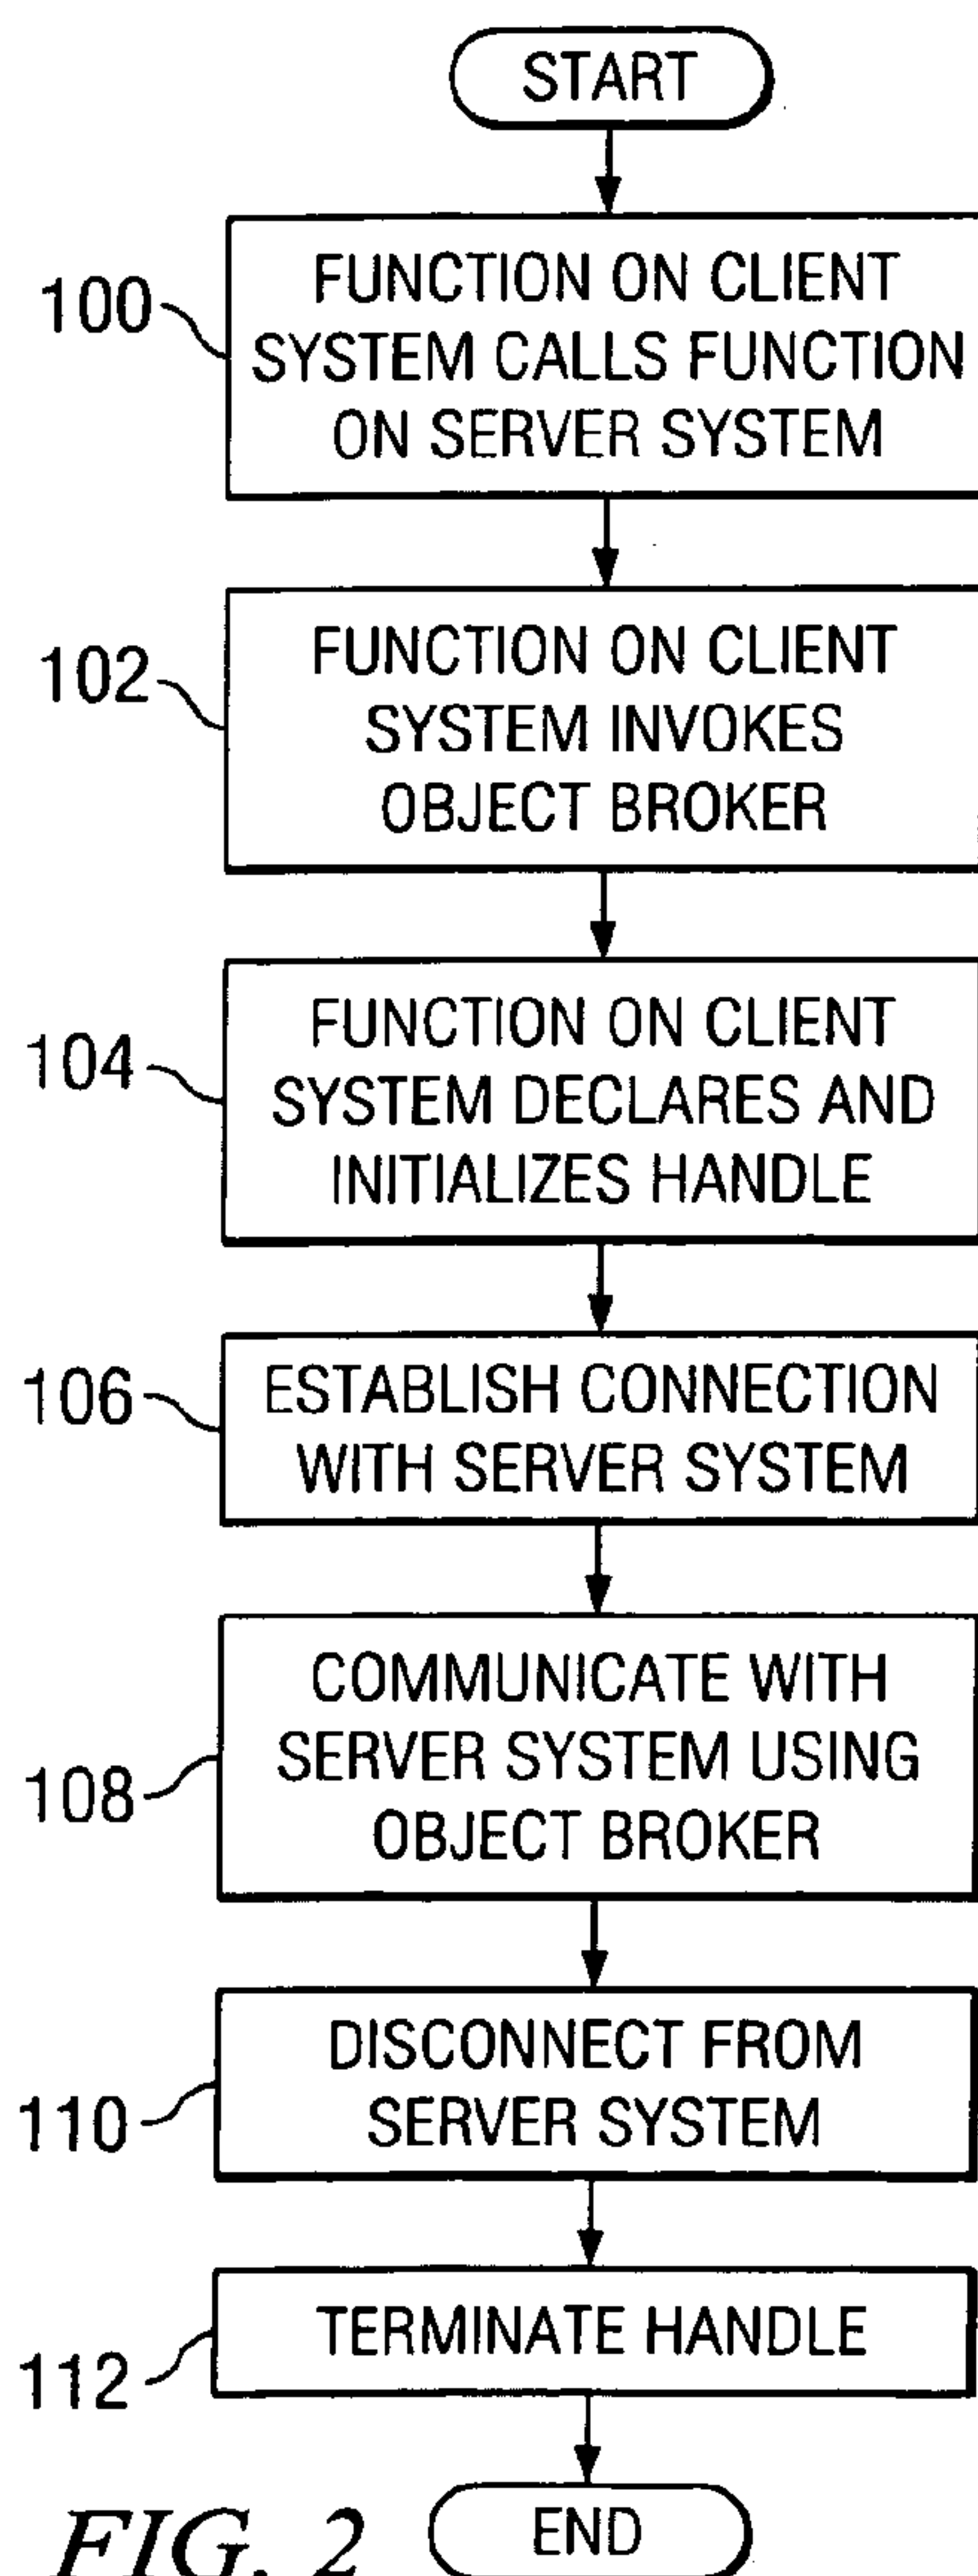 START
100
FUNCTION ON CLIENT
SYSTEM CALLS FUNCTION
ON SERVER SYSTEM
102
FUNCTION ON CLIENT
SYSTEM INVOKES
OBJECT BROKER
104
FUNCTION ON CLIENT
SYSTEM DECLARES AND
INITIALIZES HANDLE
106
ESTABLISH CONNECTION
WITH SERVER SYSTEM
108
COMMUNICATE WITH
SERVER SYSTEM USING
OBJECT BROKER
110
DISCONNECT FROM
SERVER SYSTEM
112
TERMINATE HANDLE
END
FIG. 2